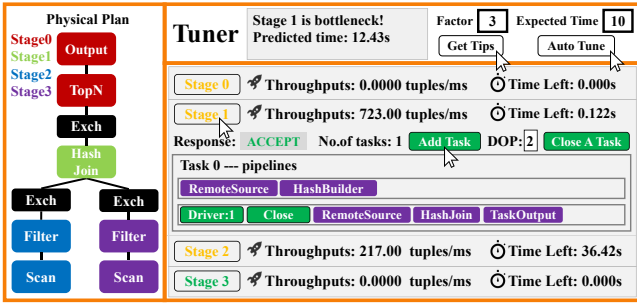 Physical Plan
Stage0
Stage1
Stage2
Stage3
Output
TopN
Exch
Hash
Join
Exch
Exch
Filter
Filter
Scan
Scan
Tuner
Stage 1 is bottleneck!
Predicted time: 12.43s
Factor 3 Expected Time 10
Get Tips Auto Tune
Stage 0 Throughputs: 0.0000 tuples/ms Time Left: 0.000s
Stage 1 Throughputs: 723.00 tuples/ms Time Left: 0.122s
Response: ACCEPT No.of tasks: 1 Add Task DOP: 2 Close A Task
Task 0 --- pipelines
RemoteSource HashBuilder
Driver:1 Close RemoteSource HashJoin TaskOutput
Stage 2 Throughputs: 217.00 tuples/ms Time Left: 36.42s
Stage 3 Throughputs: 0.0000 tuples/ms Time Left: 0.000s